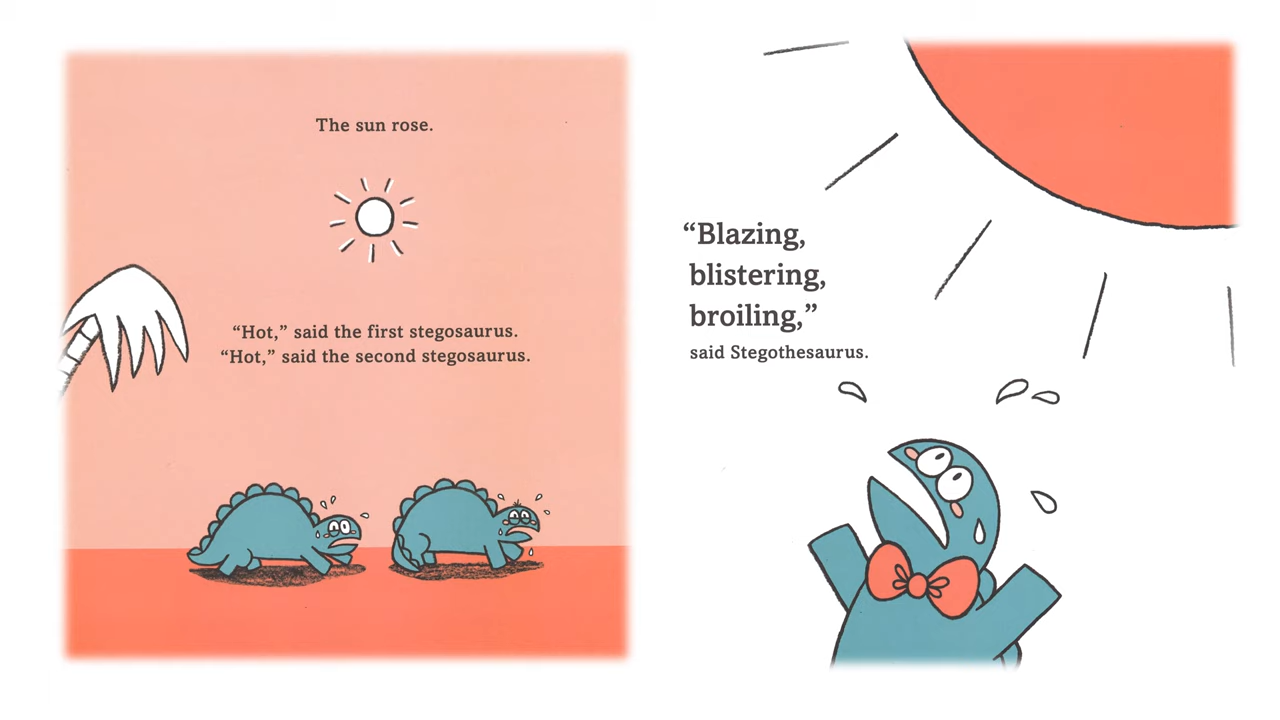 The sun rose.
“Hot,” said the first stegosaurus.
“Hot,” said the second stegosaurus.
“Blazing,
blistering,
broiling,”
said Stegothesaurus.